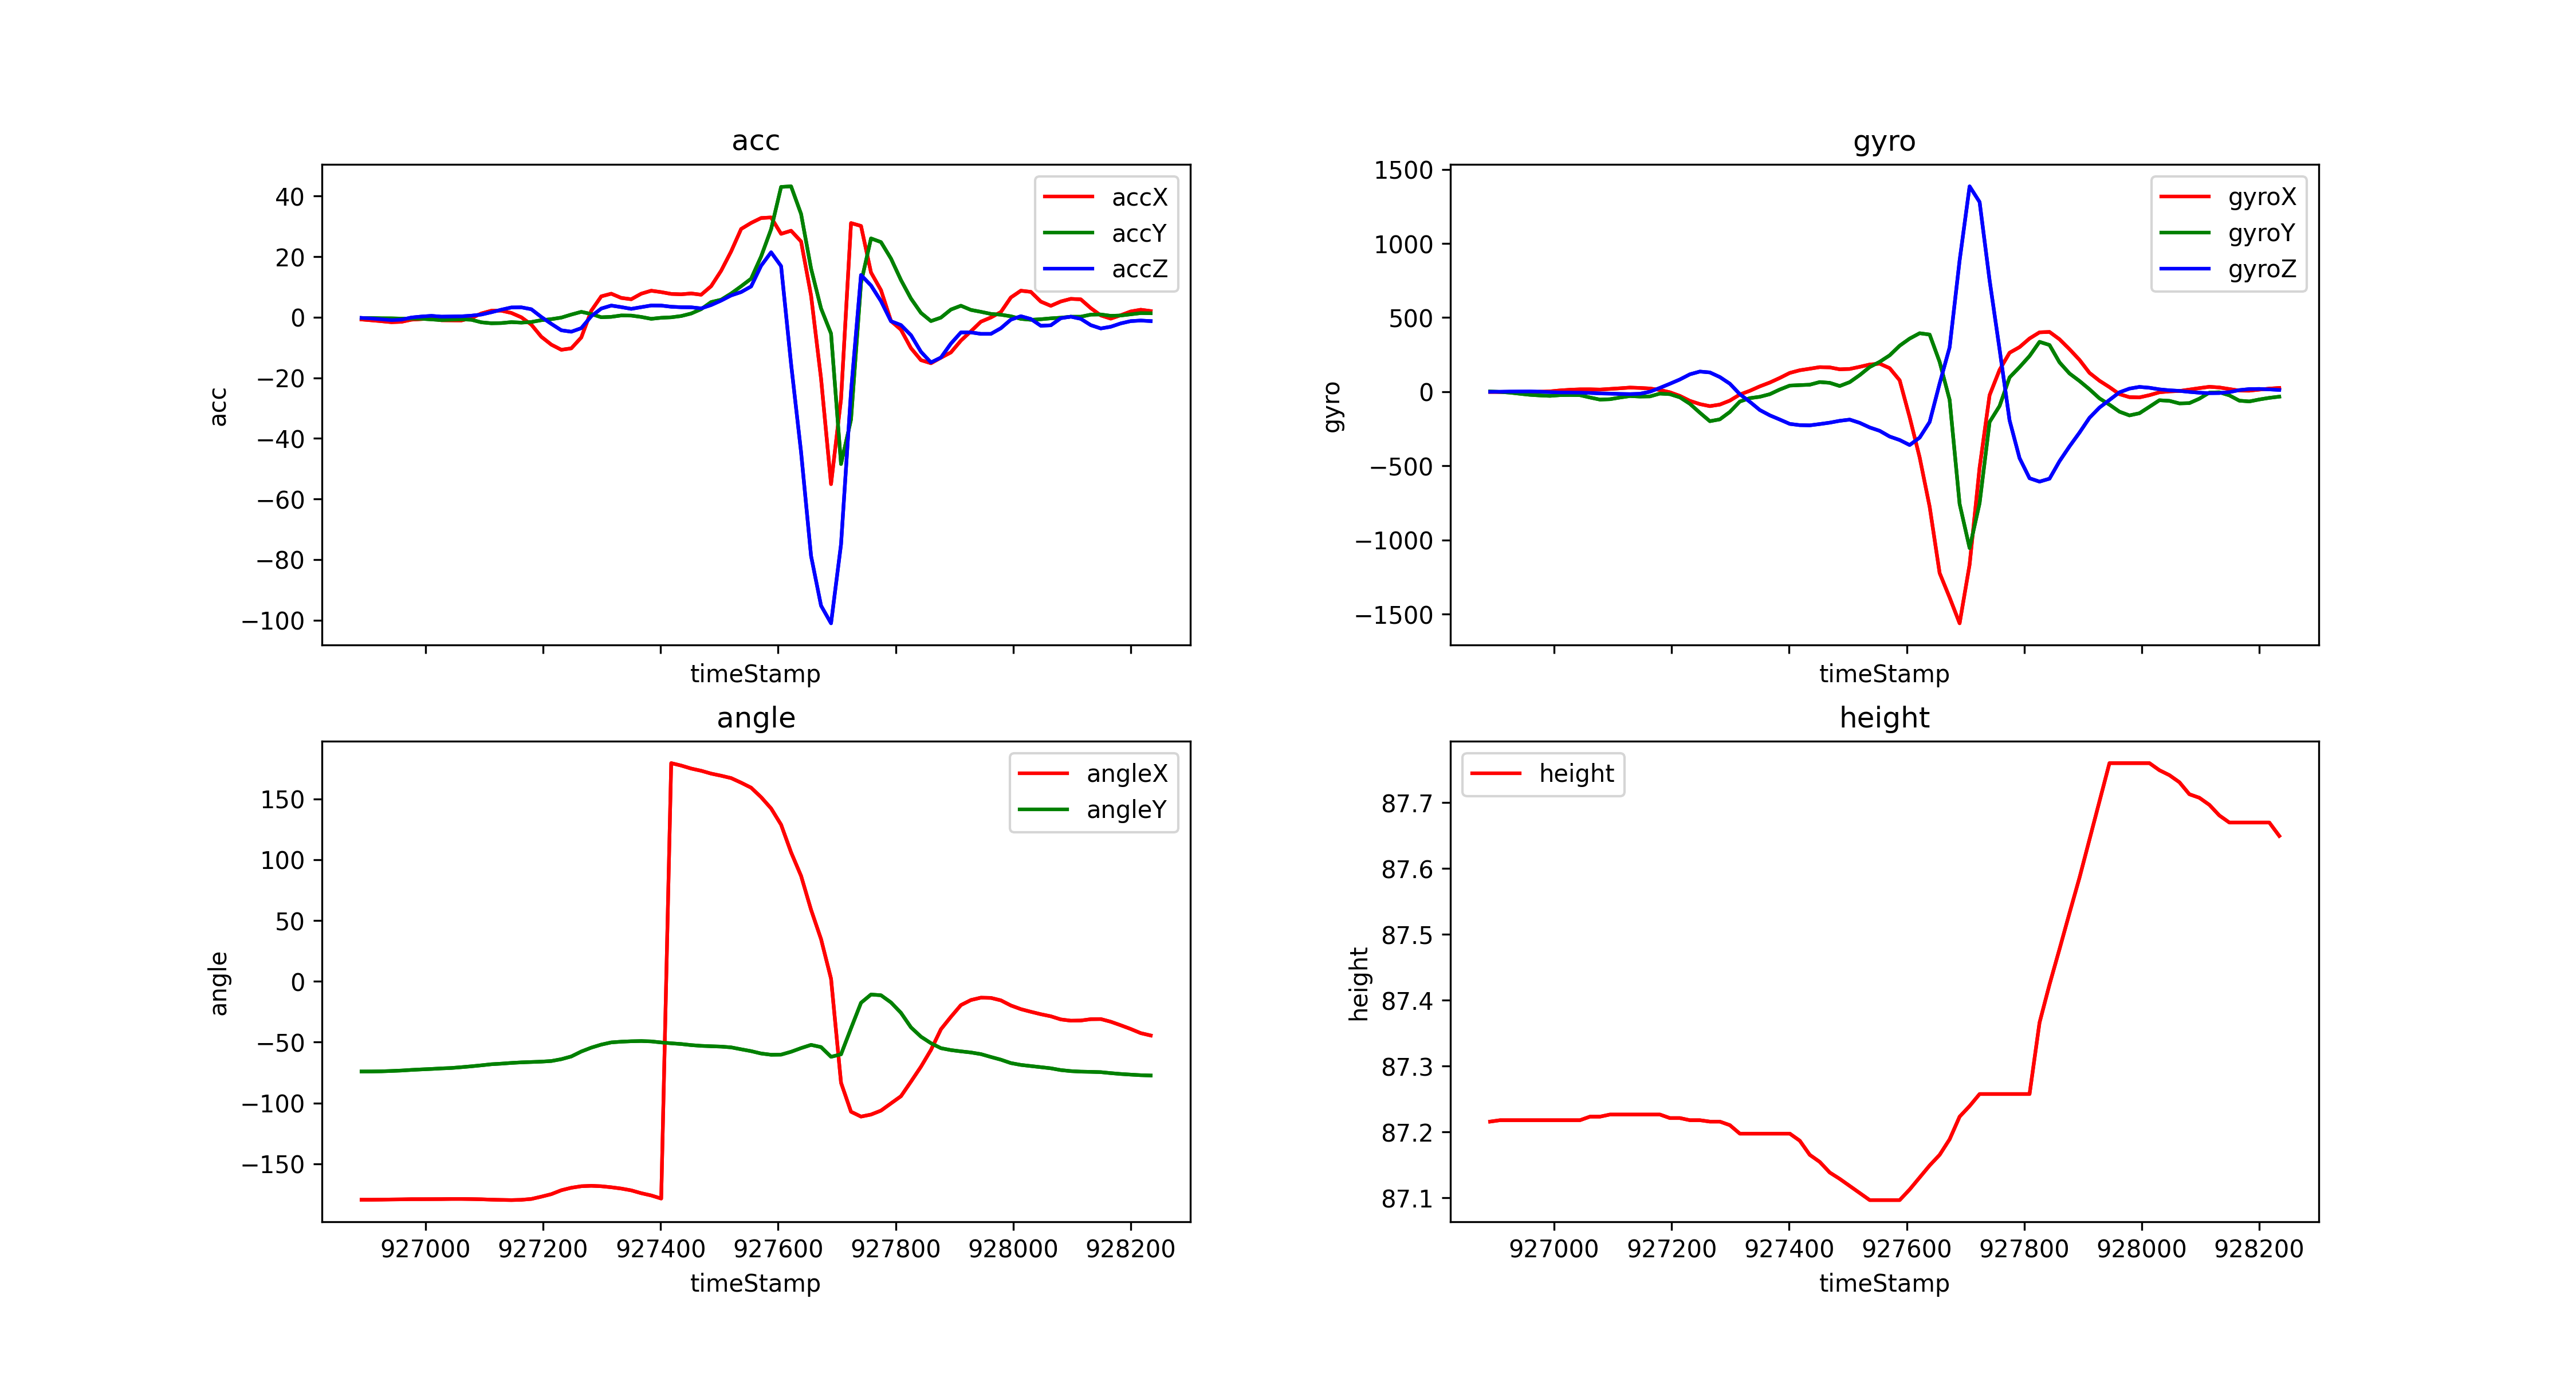 acc
40
20
0
−20
−40
−60
−80
−100
acc
accX
accY
accZ
timeStamp
gyro
1500
1000
500
0
−500
−1000
−1500
gyro
gyroX
gyroY
gyroZ
timeStamp
angle
150
100
50
0
−50
−100
−150
angle
angleX
angleY
927000 927200 927400 927600 927800 928000 928200
timeStamp
height
87.7
87.6
87.5
87.4
87.3
87.2
87.1
height
height
927000 927200 927400 927600 927800 928000 928200
timeStamp